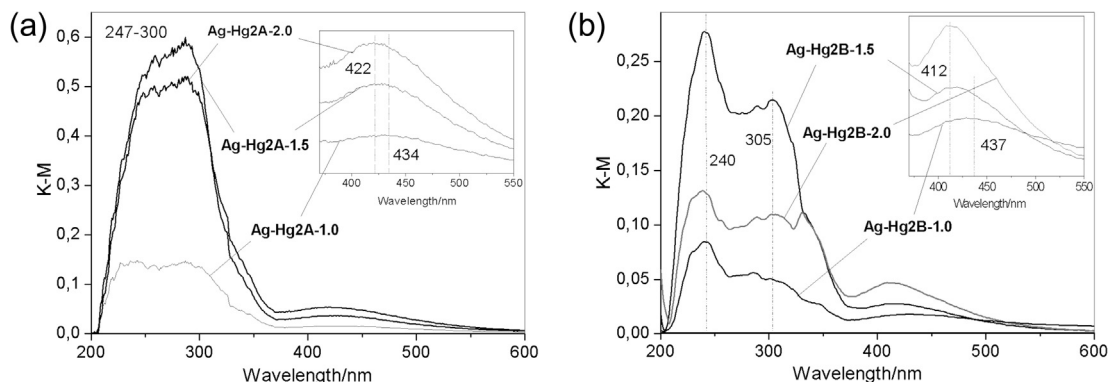 (a)
0,6
0,5
0,4
0,3
0,2
0,1
0,0
K-M
247-300
Ag-Hg2A-2.0
Ag-Hg2A-1.5
Ag-Hg2A-1.0
422
434
400
450
500
550
Wavelength/nm
200
300
400
500
600
Wavelength/nm
(b)
0,25
0,20
0,15
0,10
0,05
0,00
K-M
240
305
Ag-Hg2B-1.5
Ag-Hg2B-2.0
Ag-Hg2B-1.0
412
437
400
450
500
550
Wavelength/nm
200
300
400
500
600
Wavelength/nm